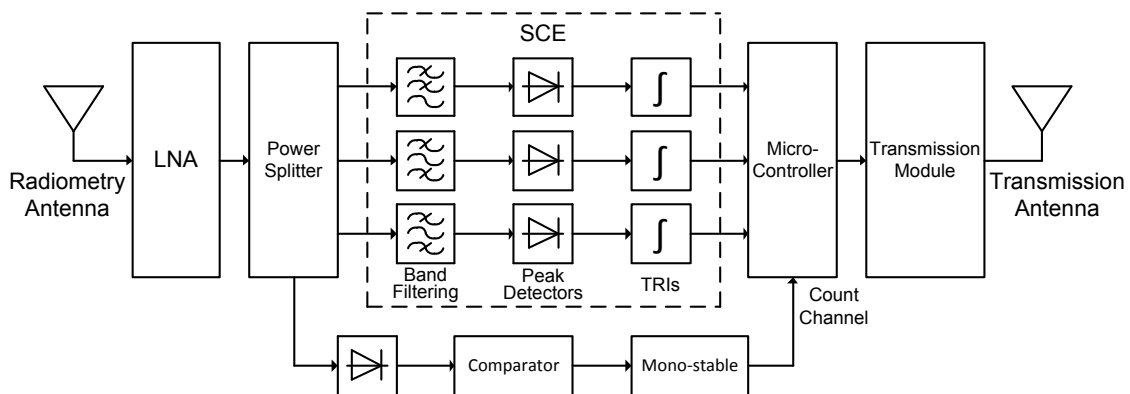 SCE
Radiometry
Antenna
LNA
Power
Splitter
Band
Filtering
Peak
Detectors
∫
∫
∫
TRIs
Micro-
Controller
Transmission
Module
Transmission
Antenna
Count
Channel
Comparator
Mono-stable